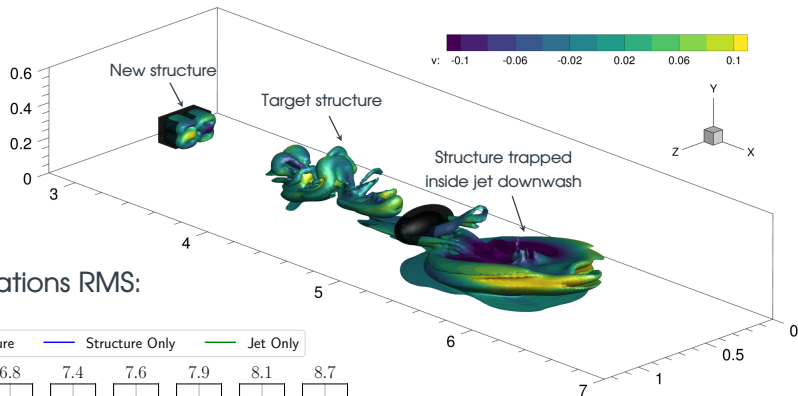 v: -0.1 -0.06 -0.02 0.02 0.06 0.1
New structure
Target structure
Structure trapped
inside jet downwash
Y
Z X
0.6
0.4
0.2
0
3
4
5
6
7
0
0.5
1
ations RMS:
ure Structure Only Jet Only
6.8 7.4 7.6 7.9 8.1 8.7